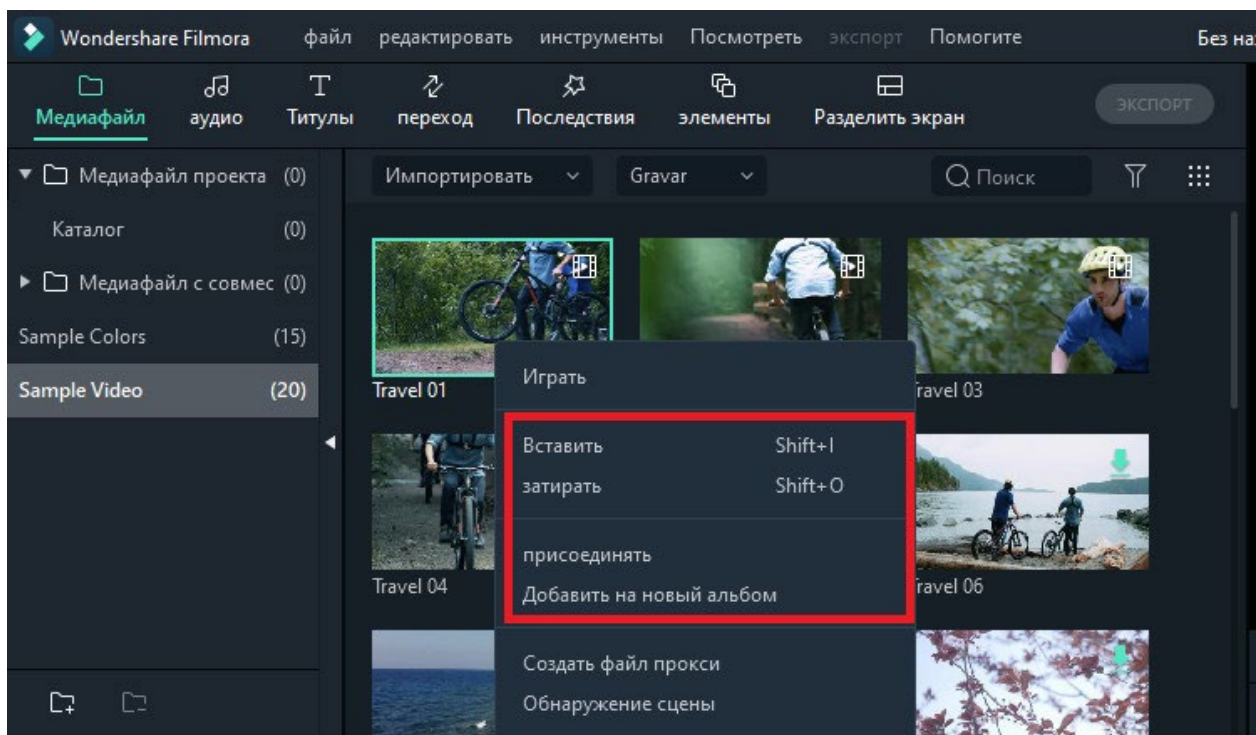 Wondershare Filmora файл редактировать инструменты Посмотреть экспорт Помогите Без на
Медиафайл аудио Титулы переход Последствия элементы Разделить экран ЭКСПОРТ
Медиафайл проекта (0) Импортировать Gravar Поиск
Каталог (0)
Медиафайл с совмес (0)
Sample Colors (15)
Sample Video (20)
Travel 01 ravel 03
Играть
Вставить Shift+I
затирать Shift+O
присоединять
Добавить на новый альбом
Travel 04 ravel 06
Создать файл прокси
Обнаружение сцены